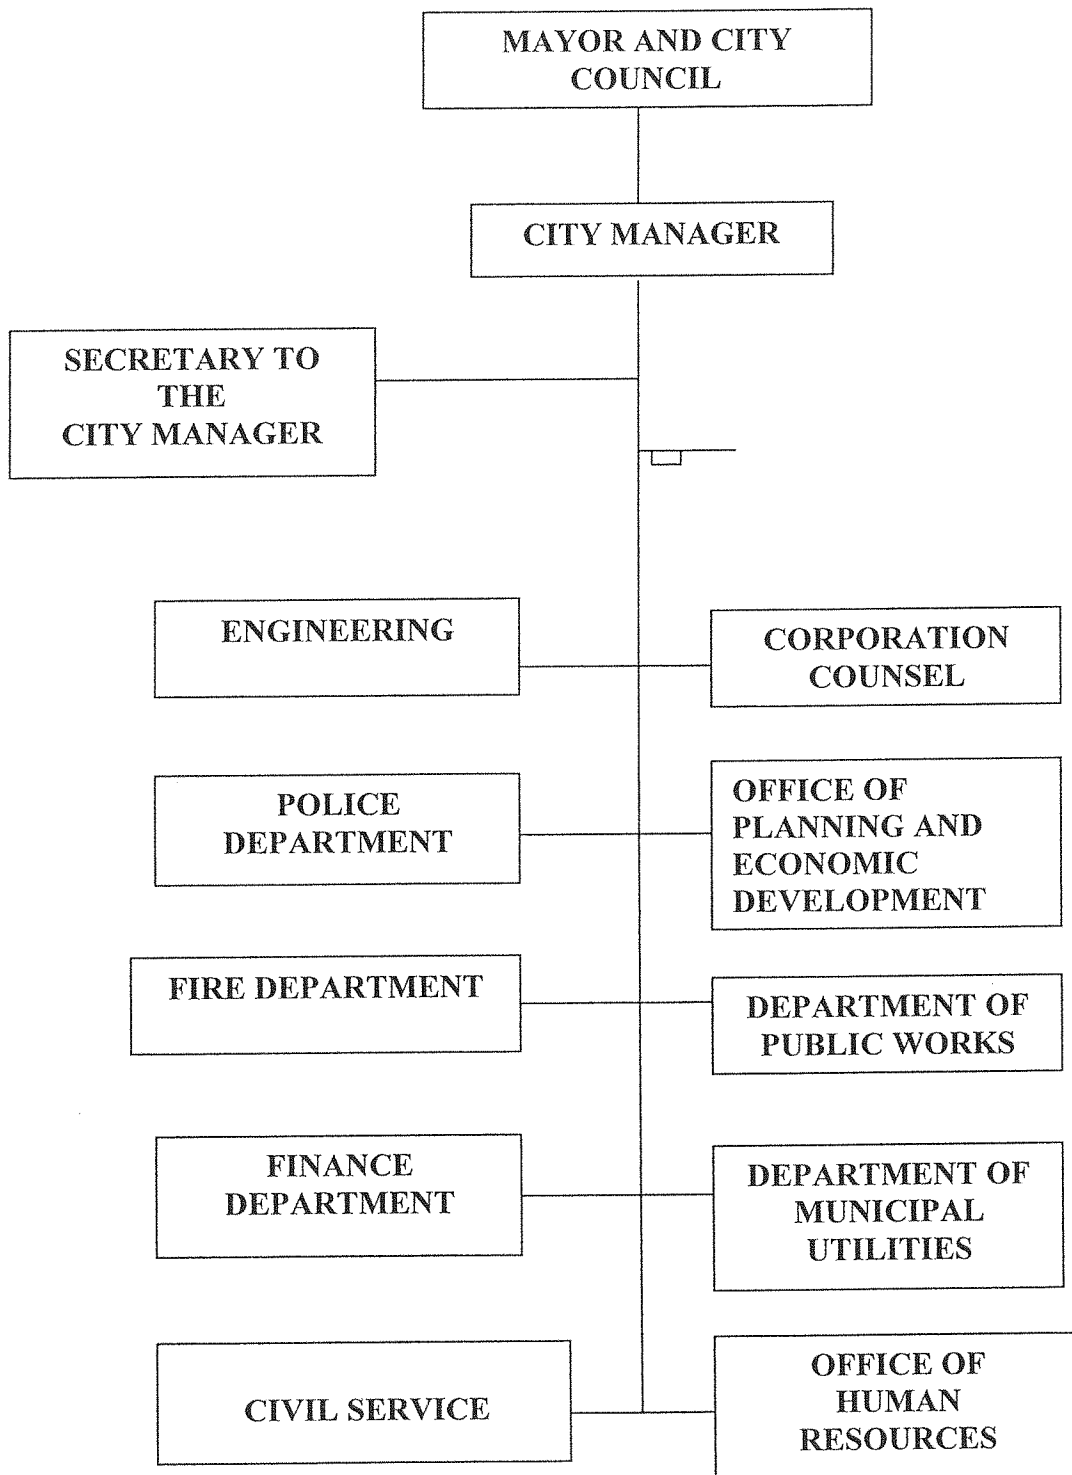 MAYOR AND CITY
COUNCIL
CITY MANAGER
SECRETARY TO
THE
CITY MANAGER
ENGINEERING
CORPORATION
COUNSEL
POLICE
DEPARTMENT
OFFICE OF
PLANNING AND
ECONOMIC
DEVELOPMENT
FIRE DEPARTMENT
DEPARTMENT OF
PUBLIC WORKS
FINANCE
DEPARTMENT
DEPARTMENT OF
MUNICIPAL
UTILITIES
CIVIL SERVICE
OFFICE OF
HUMAN
RESOURCES